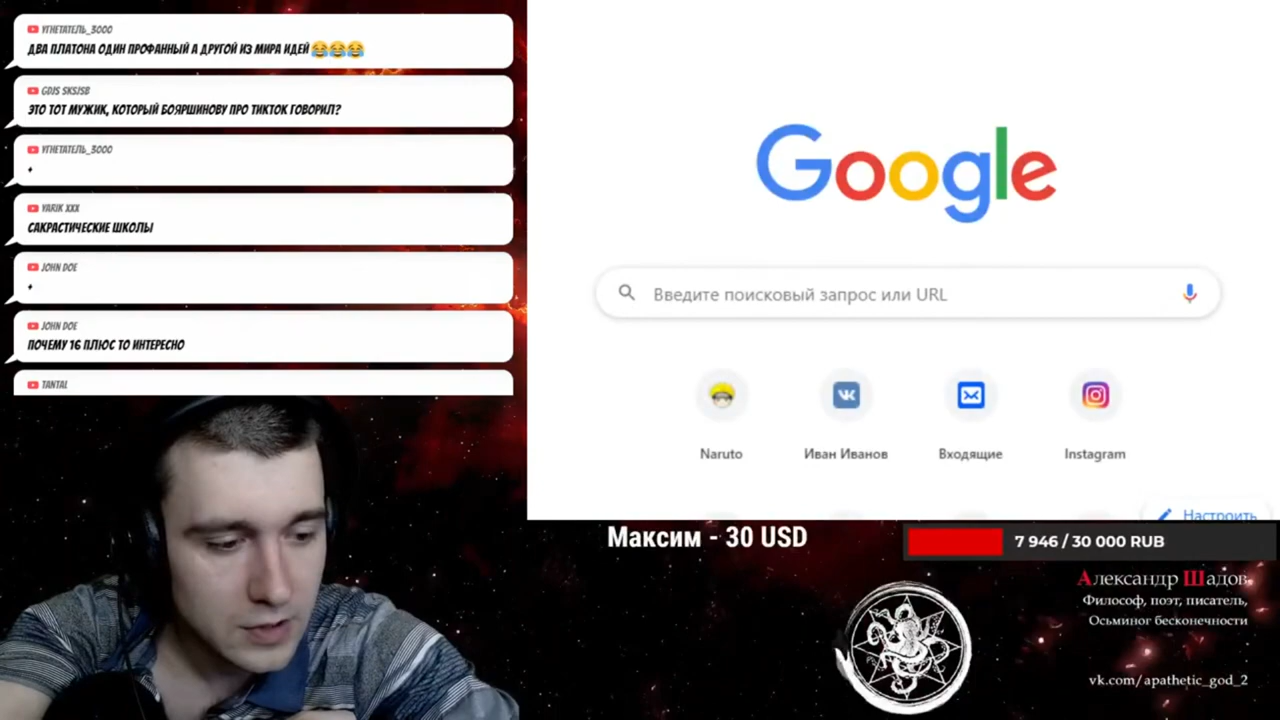 УГНЕТАТЕЛЬ_3000
ДВА ПЛАТОНА ОДИН ПРОФАННЫЙ А ДРУГОЙ ИЗ МИРА ИДЕЙ😂😂😂
GDJS SKSJSB
ЭТО ТОТ МУЖИК, КОТОРЫЙ БОЯРШИНОВУ ПРО ТИКТОК ГОВОРИЛ?
УГНЕТАТЕЛЬ_3000
+
YARIK XXX
САКРАСТИЧЕСКИЕ ШКОЛЫ
JOHN DOE
+
JOHN DOE
ПОЧЕМУ 16 ПЛЮС ТО ИНТЕРЕСНО
TANTAL
Google
Введите поисковый запрос или URL
Naruto
Иван Иванов
Входящие
Instagram
Настроить
Максим - 30 USD
7 946 / 30 000 RUB
Александр Шадов
Философ, поэт, писатель,
Осьминог бесконечности
vk.com/apathetic_god_2